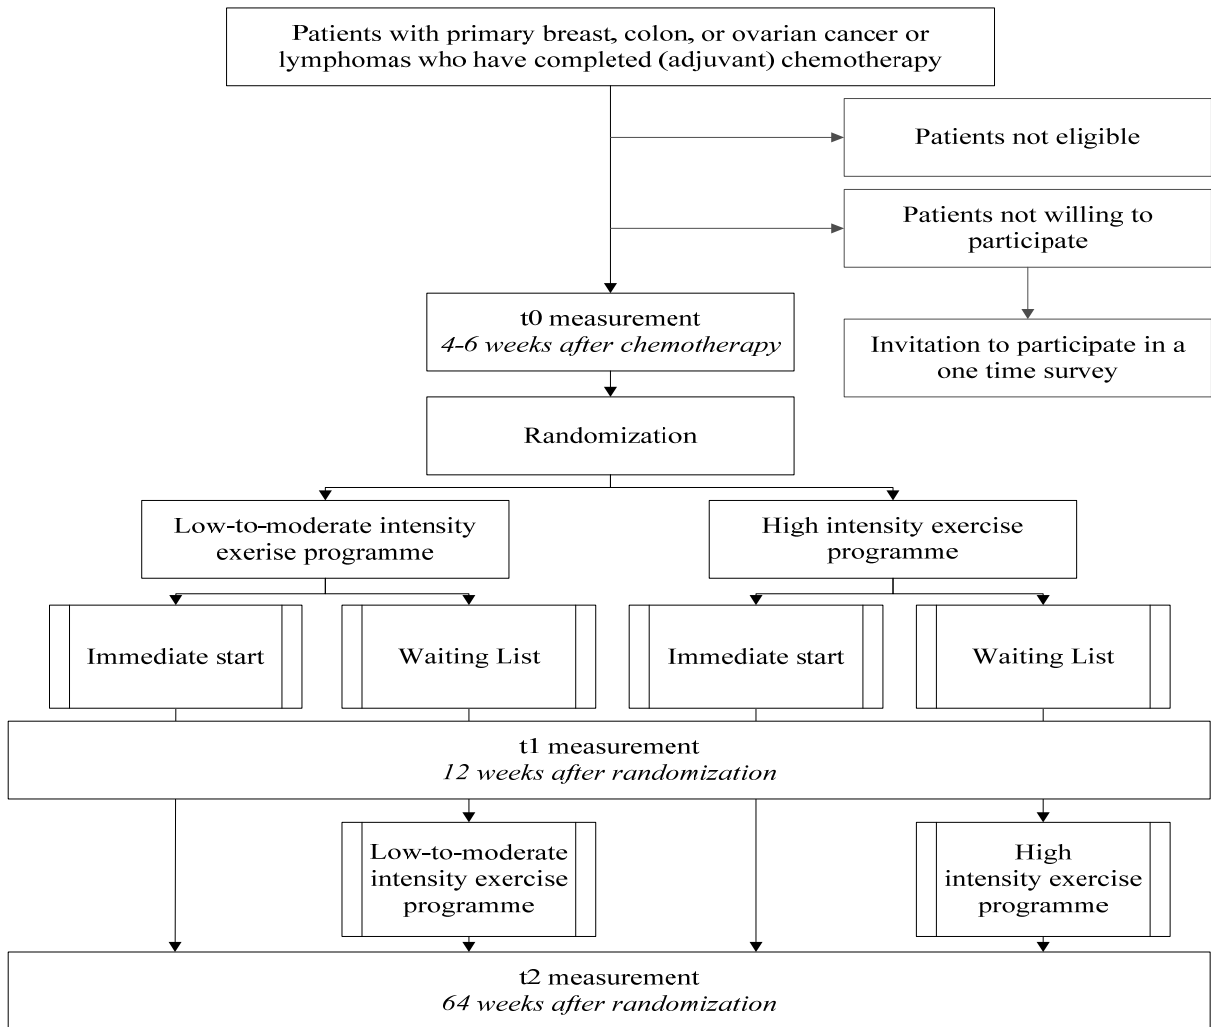 Patients with primary breast, colon, or ovarian cancer or
lymphomas who have completed (adjuvant) chemotherapy
Patients not eligible
Patients not willing to
participate
t0 measurement
4-6 weeks after chemotherapy
Invitation to participate in a
one time survey
Randomization
Low-to-moderate intensity
exerise programme
High intensity exercise
programme
Immediate start
Waiting List
Immediate start
Waiting List
t1 measurement
12 weeks after randomization
Low-to-moderate
intensity exercise
programme
High
intensity exercise
programme
t2 measurement
64 weeks after randomization